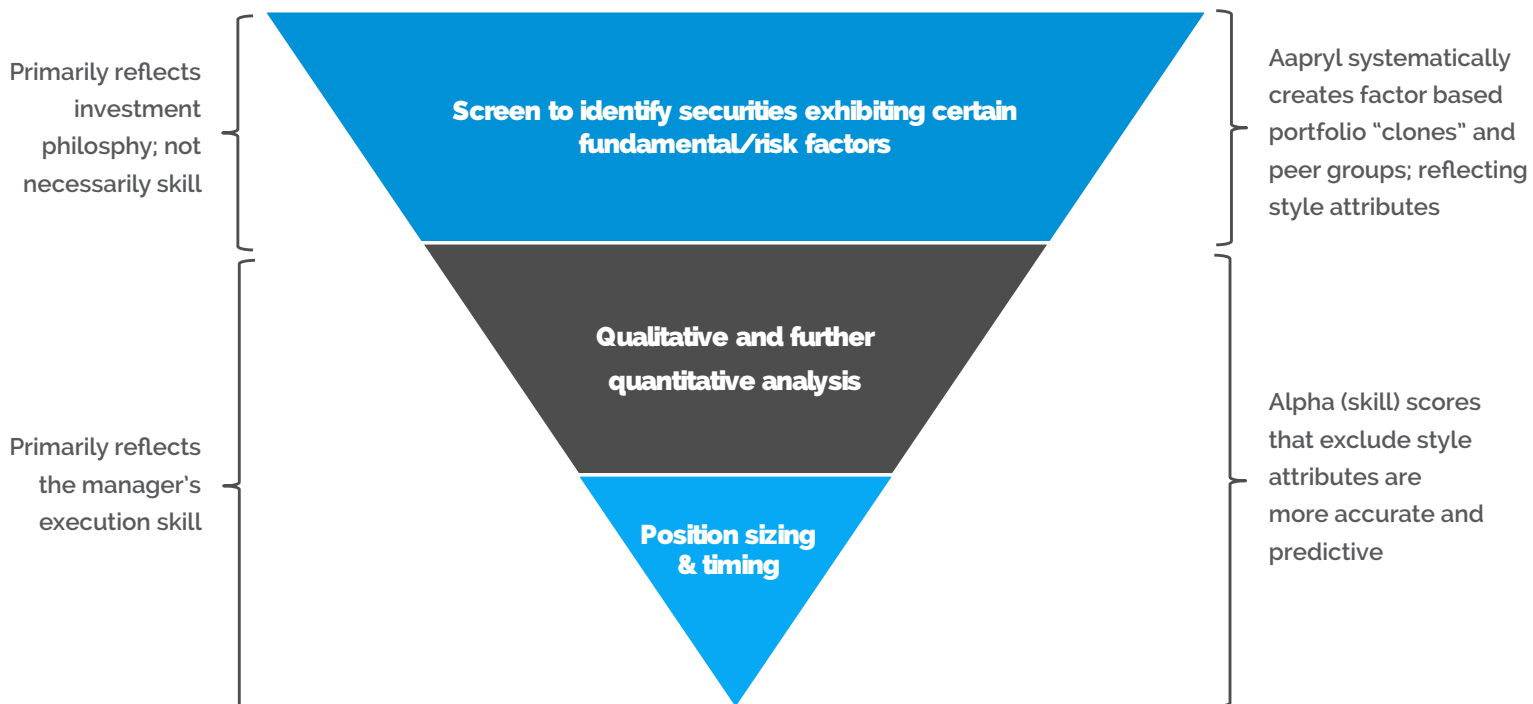 Primarily reflects
investment
philosphy; not
necessarily skill
Screen to identify securities exhibiting certain
fundamental/risk factors
Aapryl systematically
creates factor based
portfolio “clones” and
peer groups; reflecting
style attributes
Primarily reflects
the manager’s
execution skill
Qualitative and further
quantitative analysis
Position sizing
& timing
Alpha (skill) scores
that exclude style
attributes are
more accurate and
predictive